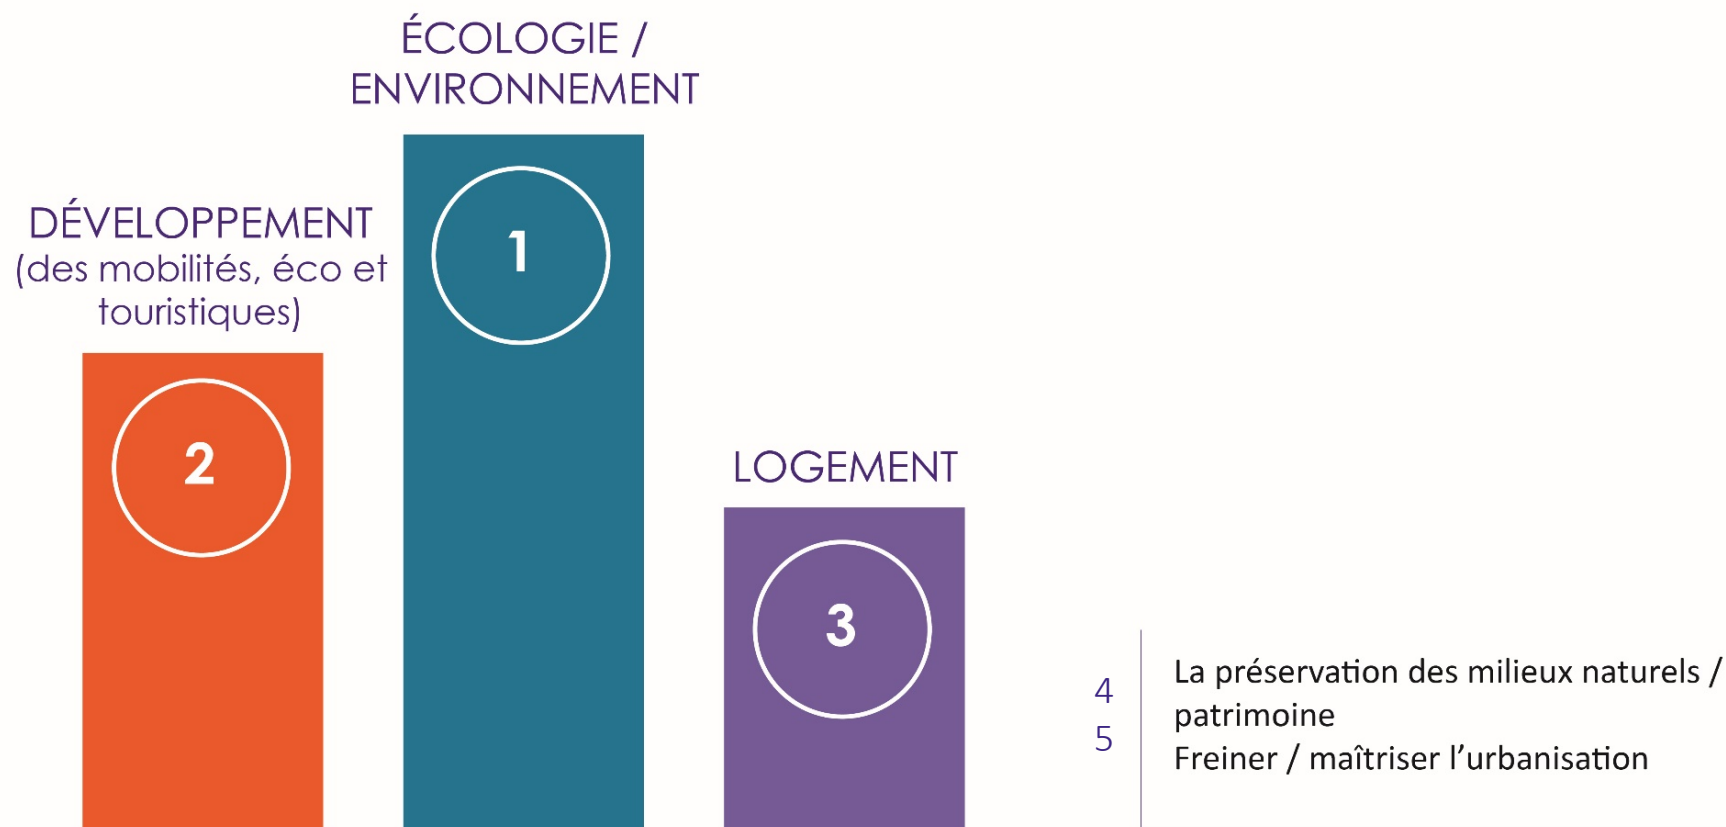 ÉCOLOGIE /
ENVIRONNEMENT
1
DÉVELOPPEMENT
(des mobilités, éco et
touristiques)
2
LOGEMENT
3
4
5
La préservation des milieux naturels /
patrimoine
Freiner / maîtriser l’urbanisation